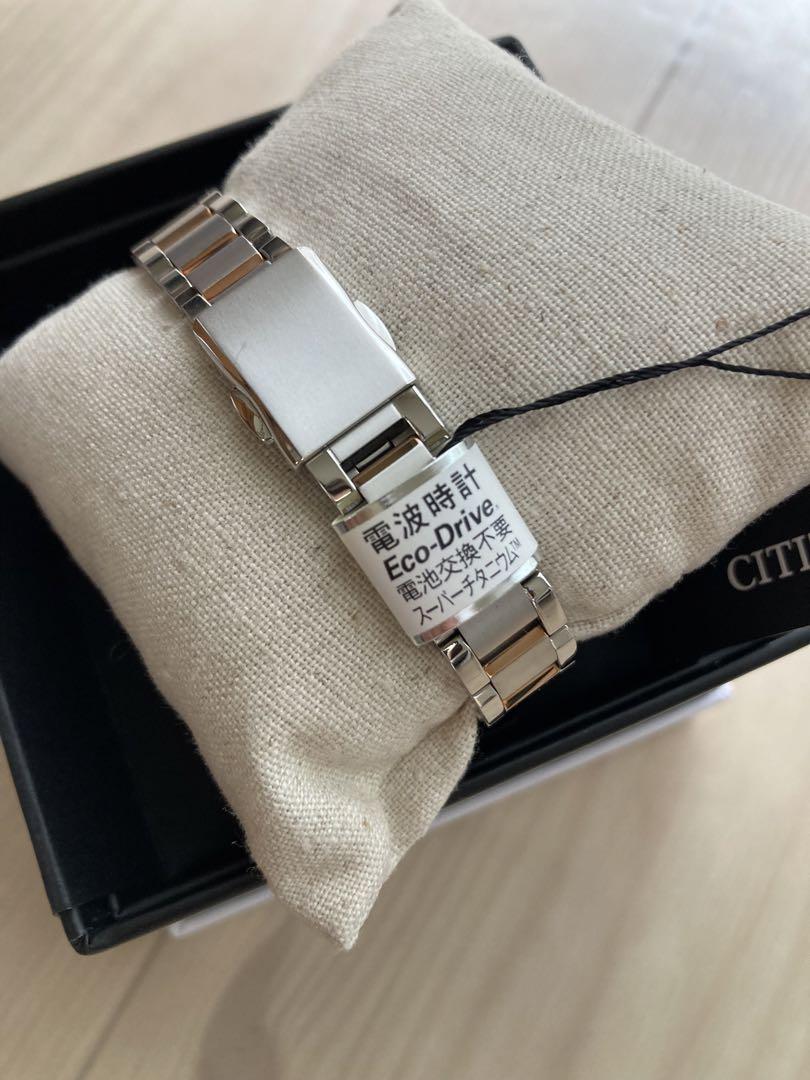 電波時計
Eco-Drive®
電池交換不要
スーパーチタニウム™
CITI